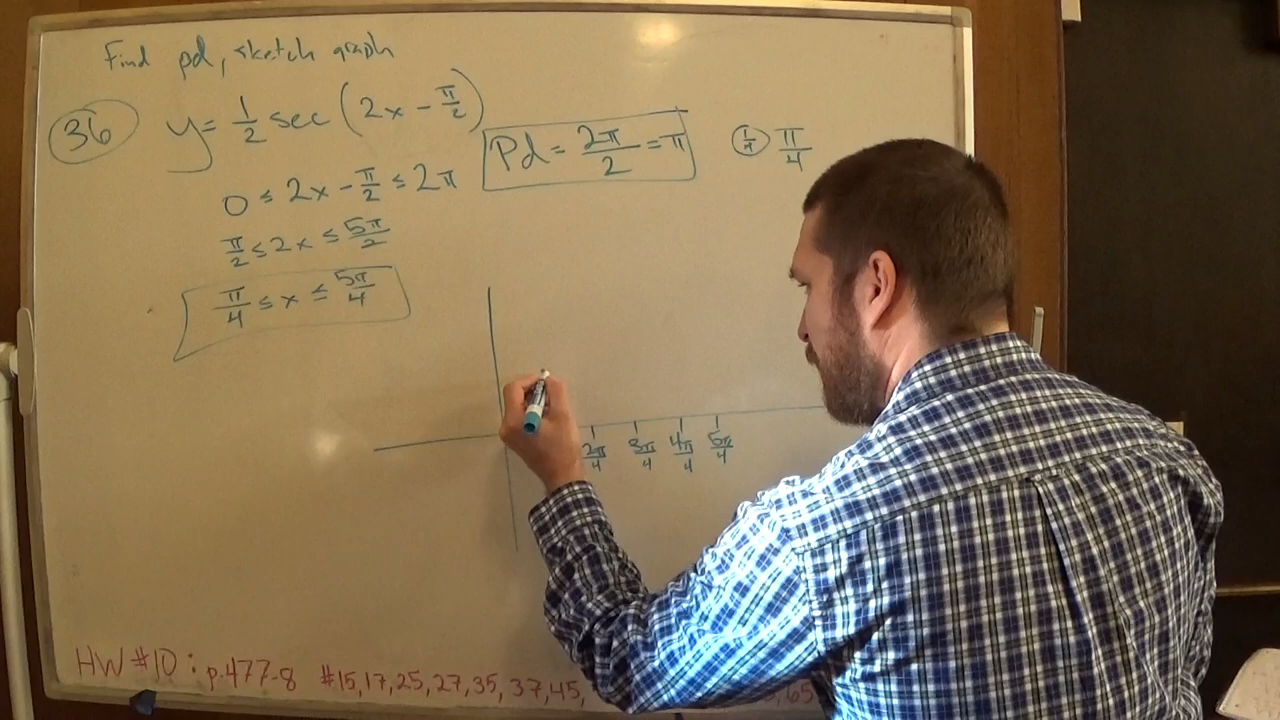 Find pd, sketch graph
36 y = 1/2 sec (2x - π/2)
Pd = 2π/2 = π
1/4 π/4
0 ≤ 2x - π/2 ≤ 2π
π/2 ≤ 2x ≤ 5π/2
π/4 ≤ x ≤ 5π/4
2π/4 3π/4 4π/4 5π/4
HW #10: p.477-8 #15,17,25,27,35,37,45, ,65